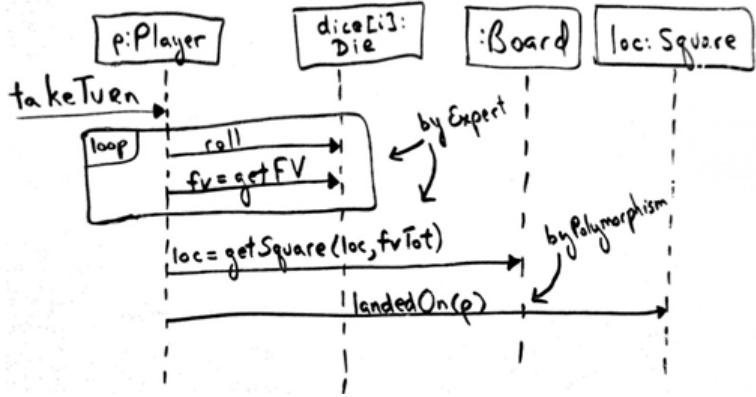 p:Player
dice[i]:
Die
:Board
loc: Square
takeTurn
loop
roll
fv=getFV
by Expert
loc=getSquare(loc,fvTot)
by Polymorphism
landedOn(p)